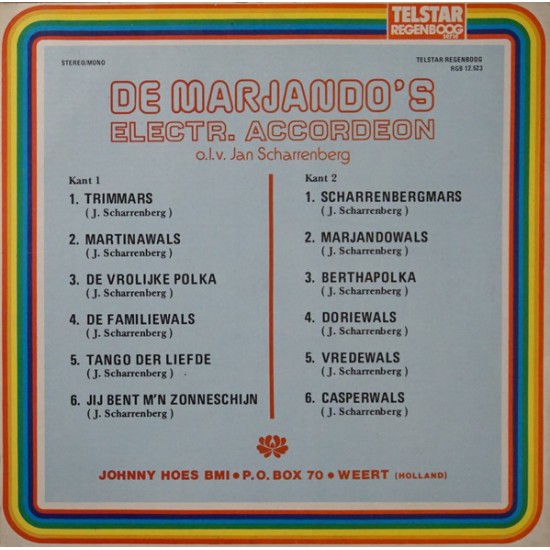 TELSTAR
REGENBOOG
SERIE
STEREO/MONO
TELSTAR REGENBOOG
RGB 12.523
DE MARJANDO'S
ELECTR. ACCORDEON
o.l.v. Jan Scharrenberg
Kant 1
1. TRIMMARS
( J. Scharrenberg )
2. MARTINAWALS
( J. Scharrenberg )
3. DE VROLIJKE POLKA
( J. Scharrenberg )
4. DE FAMILIEWALS
( J. Scharrenberg )
5. TANGO DER LIEFDE
( J. Scharrenberg )
6. JIJ BENT M'N ZONNESCHIJN
( J. Scharrenberg )
Kant 2
1. SCHARRENBERGMARS
( J. Scharrenberg )
2. MARJANDOWALS
( J. Scharrenberg )
3. BERTHAPOLKA
( J. Scharrenberg )
4. DORIEWALS
( J. Scharrenberg )
5. VREDEWALS
( J. Scharrenberg )
6. CASPERWALS
( J. Scharrenberg )
JOHNNY HOES BMI • P.O. BOX 70 • WEERT (HOLLAND)